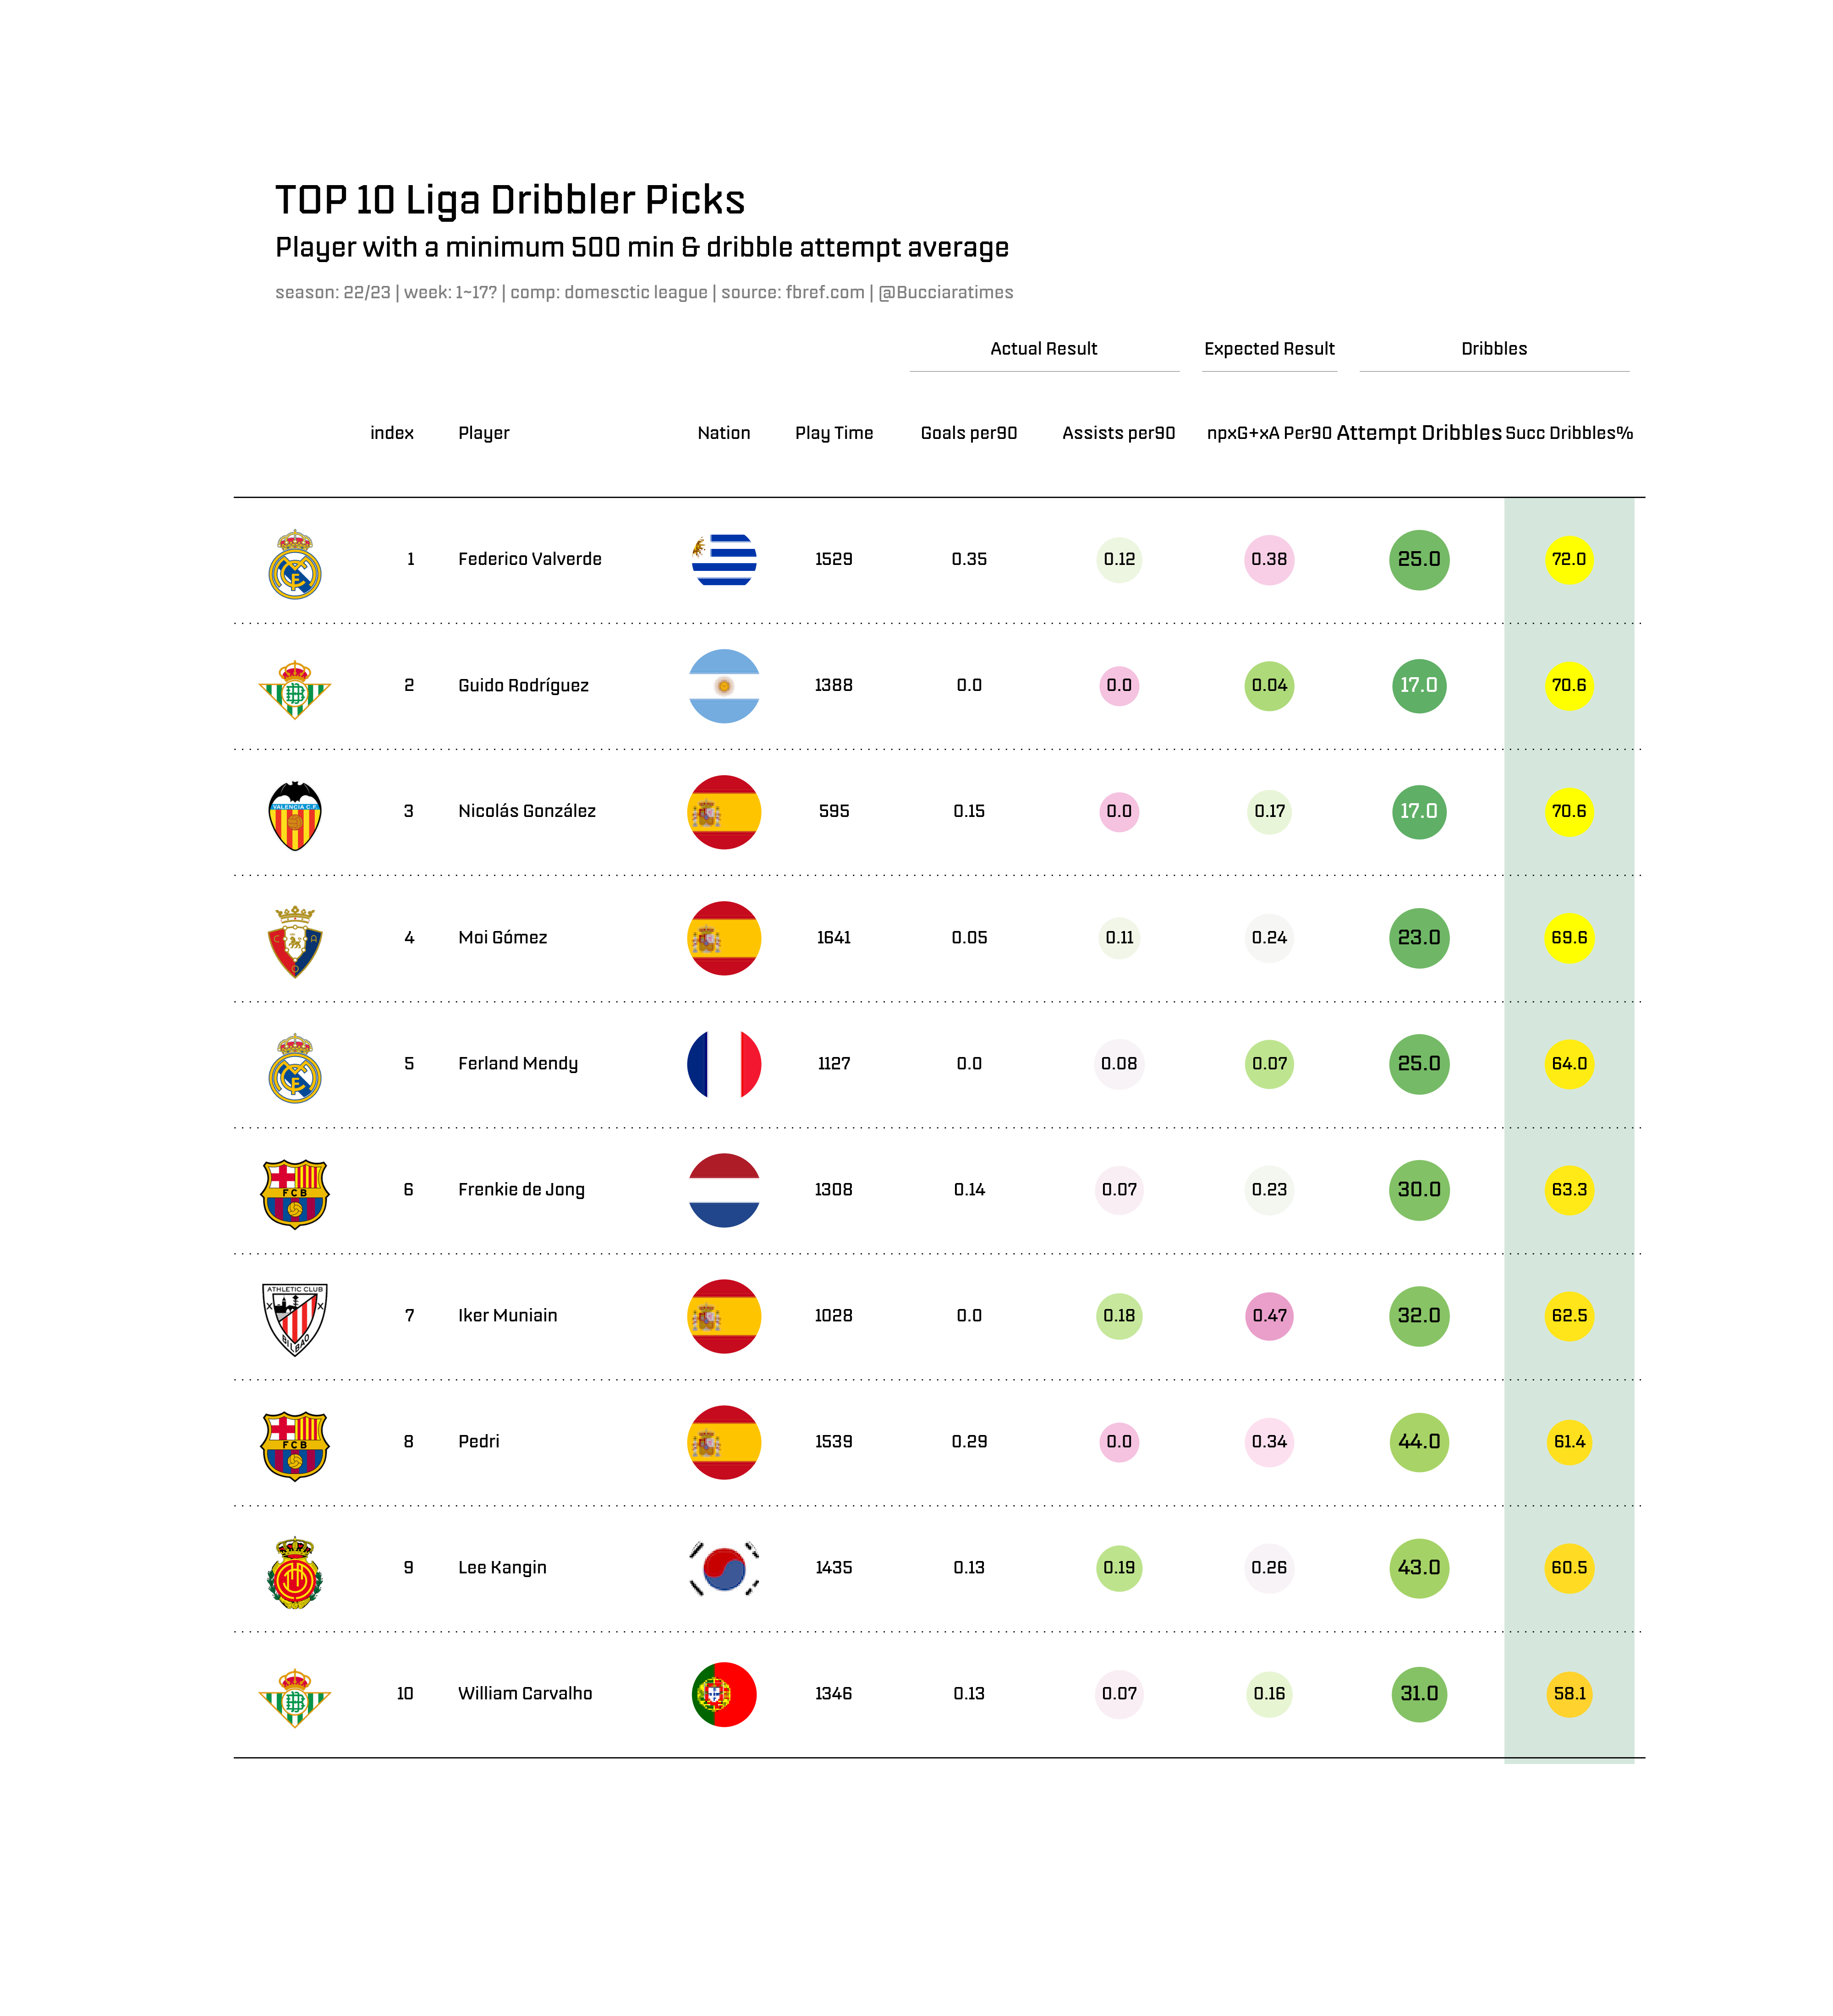 TOP 10 Liga Dribbler Picks
Player with a minimum 500 min & dribble attempt average
season: 22/23 | week: 1~17? | comp: domesctic league | source: fbref.com | @Bucciaratimes
Actual Result Expected Result Dribbles
index Player Nation Play Time Goals per90 Assists per90 npxG+xA Per90 Attempt Dribbles Succ Dribbles%
1 Federico Valverde 1529 0.35 0.12 0.38 25.0 72.0
2 Guido Rodríguez 1388 0.0 0.0 0.04 17.0 70.6
VALENCIA C.F.
3 Nicolás González 595 0.15 0.0 0.17 17.0 70.6
C A O
4 Moi Gómez 1641 0.05 0.11 0.24 23.0 69.6
5 Ferland Mendy 1127 0.0 0.08 0.07 25.0 64.0
FCB
6 Frenkie de Jong 1308 0.14 0.07 0.23 30.0 63.3
ATHLETIC CLUB
BILBAO
7 Iker Muniain 1028 0.0 0.18 0.47 32.0 62.5
FCB
8 Pedri 1539 0.29 0.0 0.34 44.0 61.4
9 Lee Kangin 1435 0.13 0.19 0.26 43.0 60.5
10 William Carvalho 1346 0.13 0.07 0.16 31.0 58.1